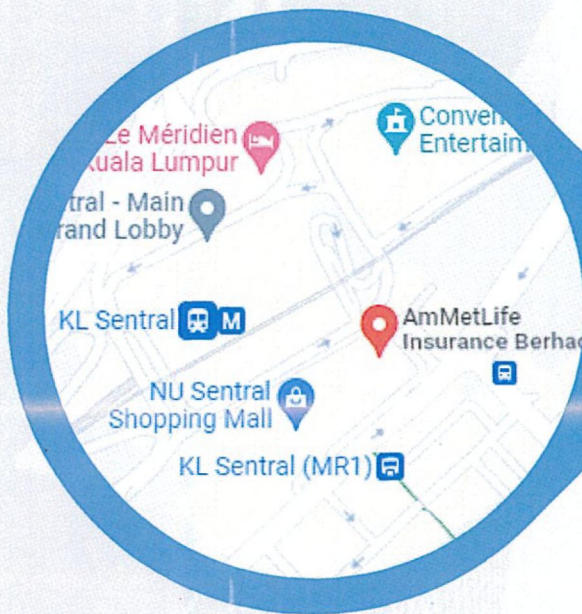 Le Méridien
Kuala Lumpur
Conven
Entertain
tral - Main
rand Lobby
KL Sentral
M
AmMetLife
Insurance Berhad
NU Sentral
Shopping Mall
KL Sentral (MR1)